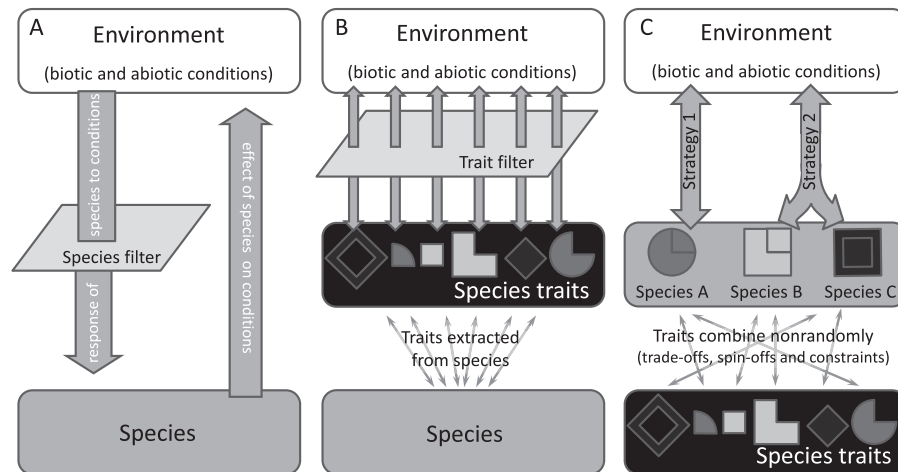 A
Environment
(biotic and abiotic conditions)
response of species to conditions
Species filter
effect of species on conditions
Species
B
Environment
(biotic and abiotic conditions)
Trait filter
Species traits
Traits extracted
from species
Species
C
Environment
(biotic and abiotic conditions)
Strategy 1
Strategy 2
Species A
Species B
Species C
Traits combine nonrandomly
(trade-offs, spin-offs and constraints)
Species traits